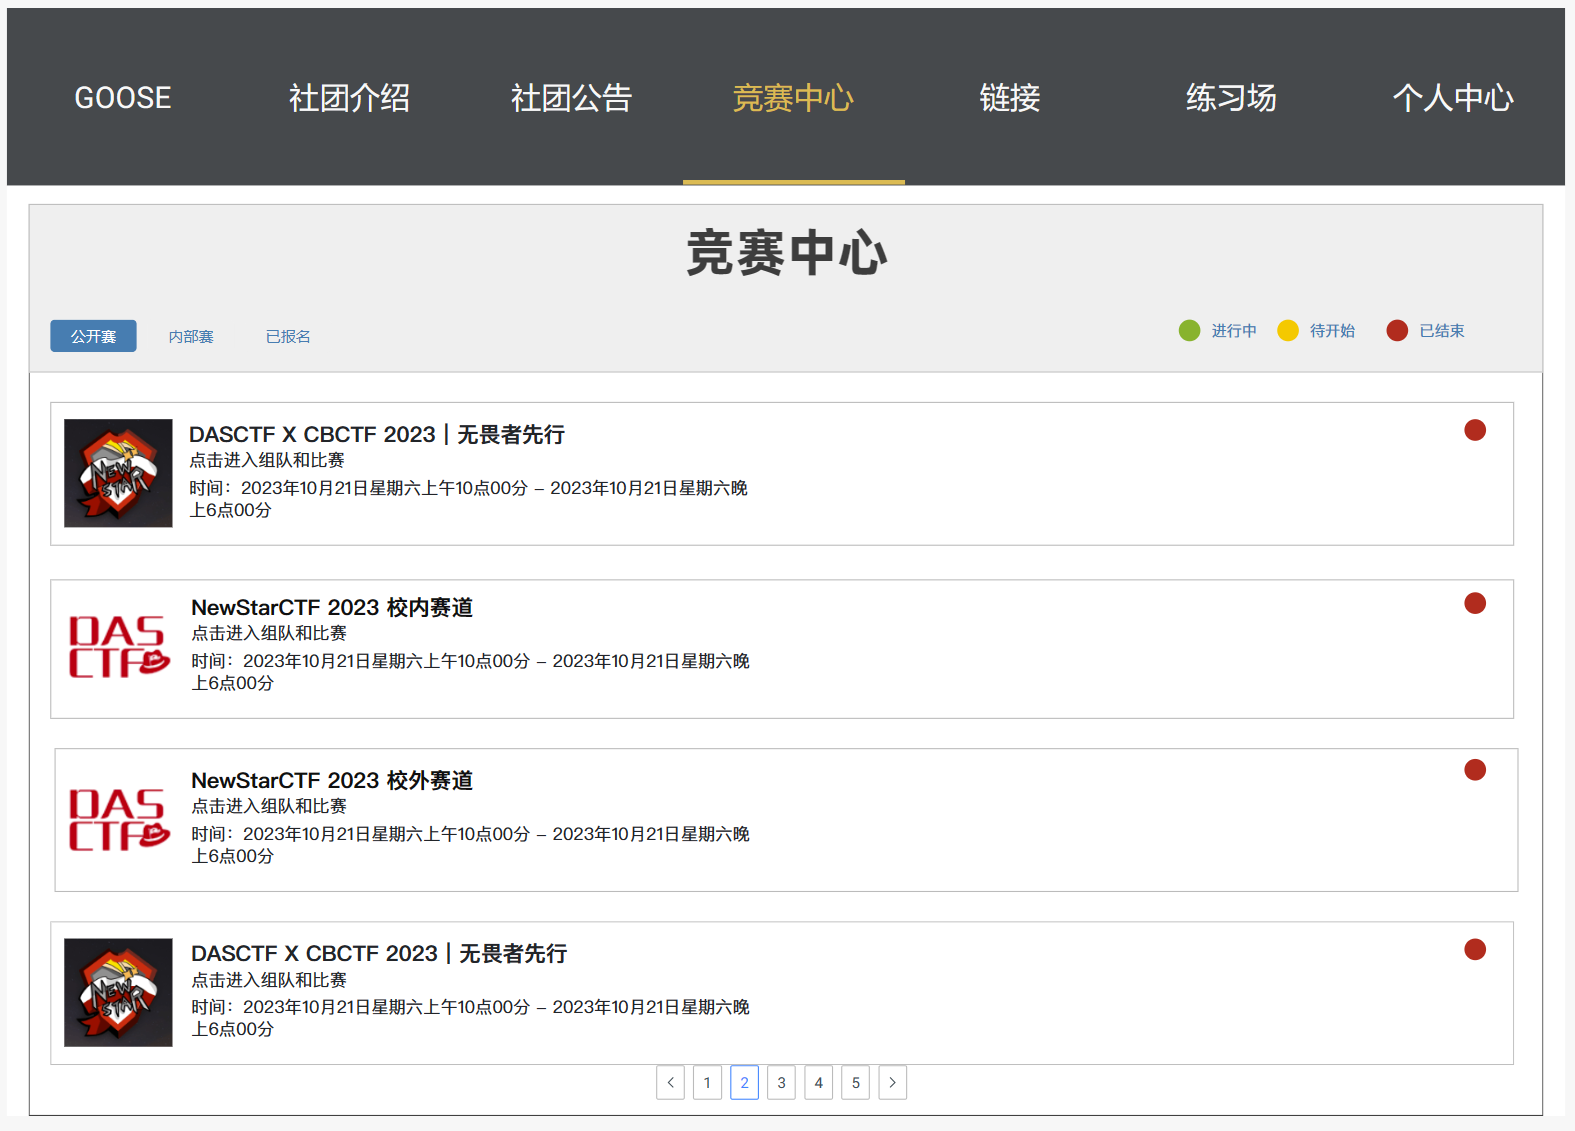 GOOSE 社团介绍 社团公告 竞赛中心 链接 练习场 个人中心
竞赛中心
公开赛 内部赛 已报名 进行中 待开始 已结束
DASCTF X CBCTF 2023｜无畏者先行
点击进入组队和比赛
时间：2023年10月21日星期六上午10点00分 – 2023年10月21日星期六晚
上6点00分
NEW STAR
NewStarCTF 2023 校内赛道
点击进入组队和比赛
时间：2023年10月21日星期六上午10点00分 – 2023年10月21日星期六晚
上6点00分
DAS
CTF
NewStarCTF 2023 校外赛道
点击进入组队和比赛
时间：2023年10月21日星期六上午10点00分 – 2023年10月21日星期六晚
上6点00分
DAS
CTF
DASCTF X CBCTF 2023｜无畏者先行
点击进入组队和比赛
时间：2023年10月21日星期六上午10点00分 – 2023年10月21日星期六晚
上6点00分
NEW STAR
< 1 2 3 4 5 >